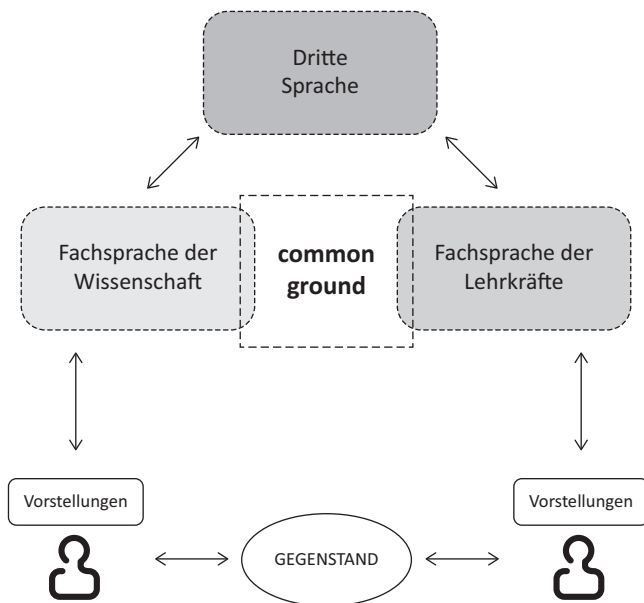 Dritte
Sprache
Fachsprache der
Wissenschaft
common
ground
Fachsprache der
Lehrkräfte
Vorstellungen
Vorstellungen
GEGENSTAND